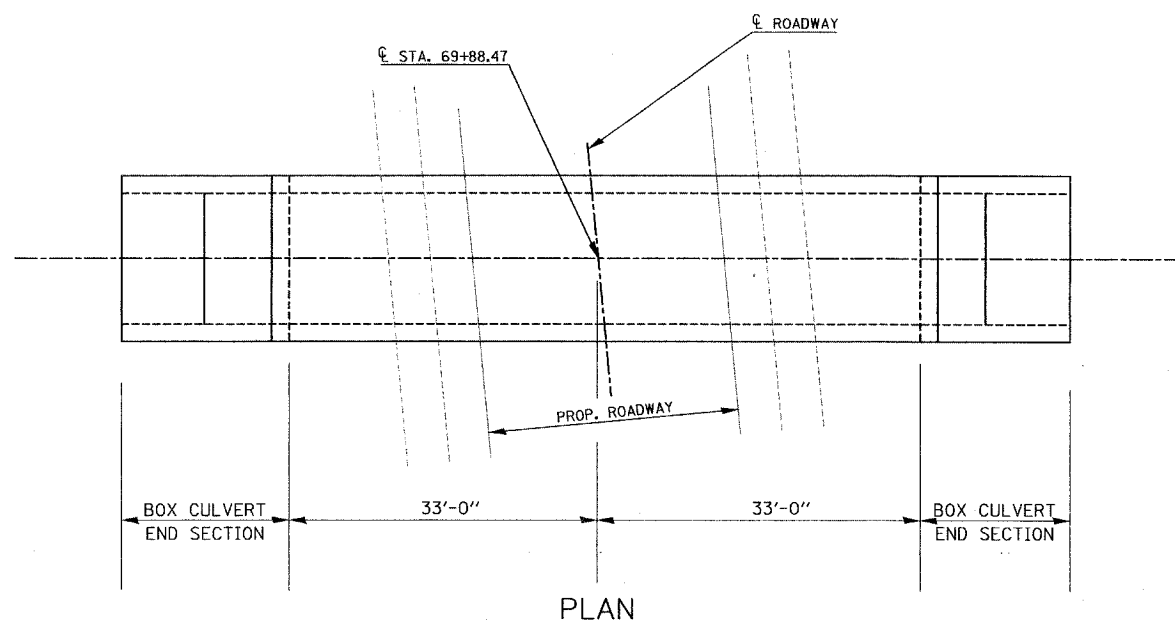 ℄ ROADWAY
℄ STA. 69+88.47
PROP. ROADWAY
BOX CULVERT
END SECTION
33'-0"
33'-0"
BOX CULVERT
END SECTION
PLAN